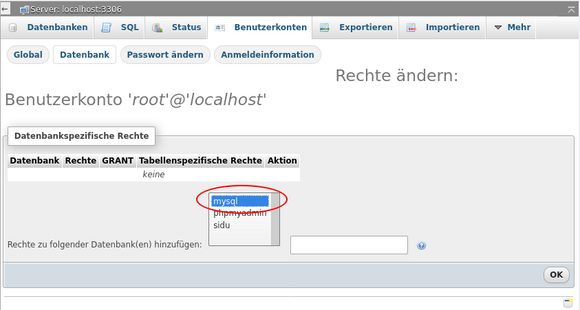 Server: localhost:3306
Datenbanken SQL Status Benutzerkonten Exportieren Importieren Mehr
Global Datenbank Passwort ändern Anmeldeinformation
Rechte ändern:
Benutzerkonto 'root'@'localhost'
Datenbankspezifische Rechte
Datenbank Rechte GRANT Tabellenspezifische Rechte Aktion
keine
mysql
phpmyadmin
sidu
Rechte zu folgender Datenbank(en) hinzufügen:
OK